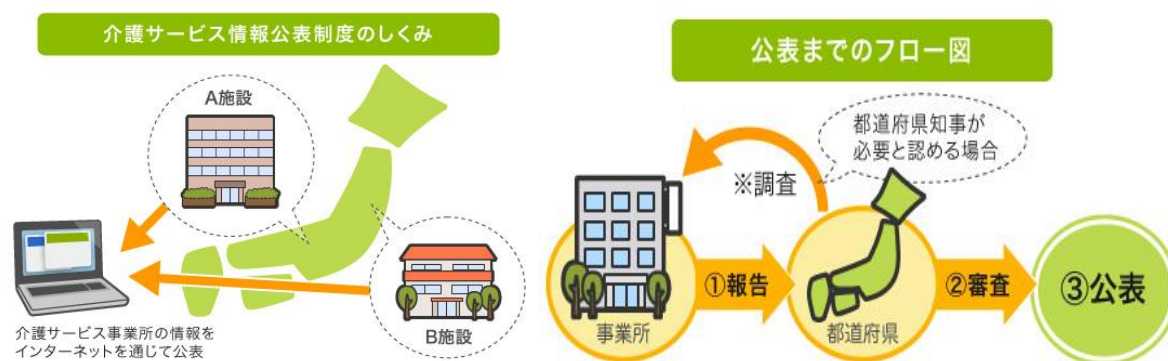 介護サービス情報公表制度のしくみ
A施設
B施設
介護サービス事業所の情報を
インターネットを通じて公表
公表までのフロー図
都道府県知事が
必要と認める場合
※調査
①報告
②審査
③公表
事業所
都道府県